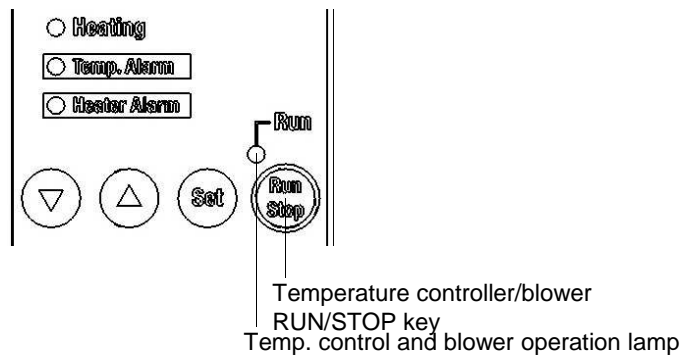 Heating
Temp. Alarm
Heater Alarm
Run
Set
Run
Stop
Temperature controller/blower
RUN/STOP key
Temp. control and blower operation lamp